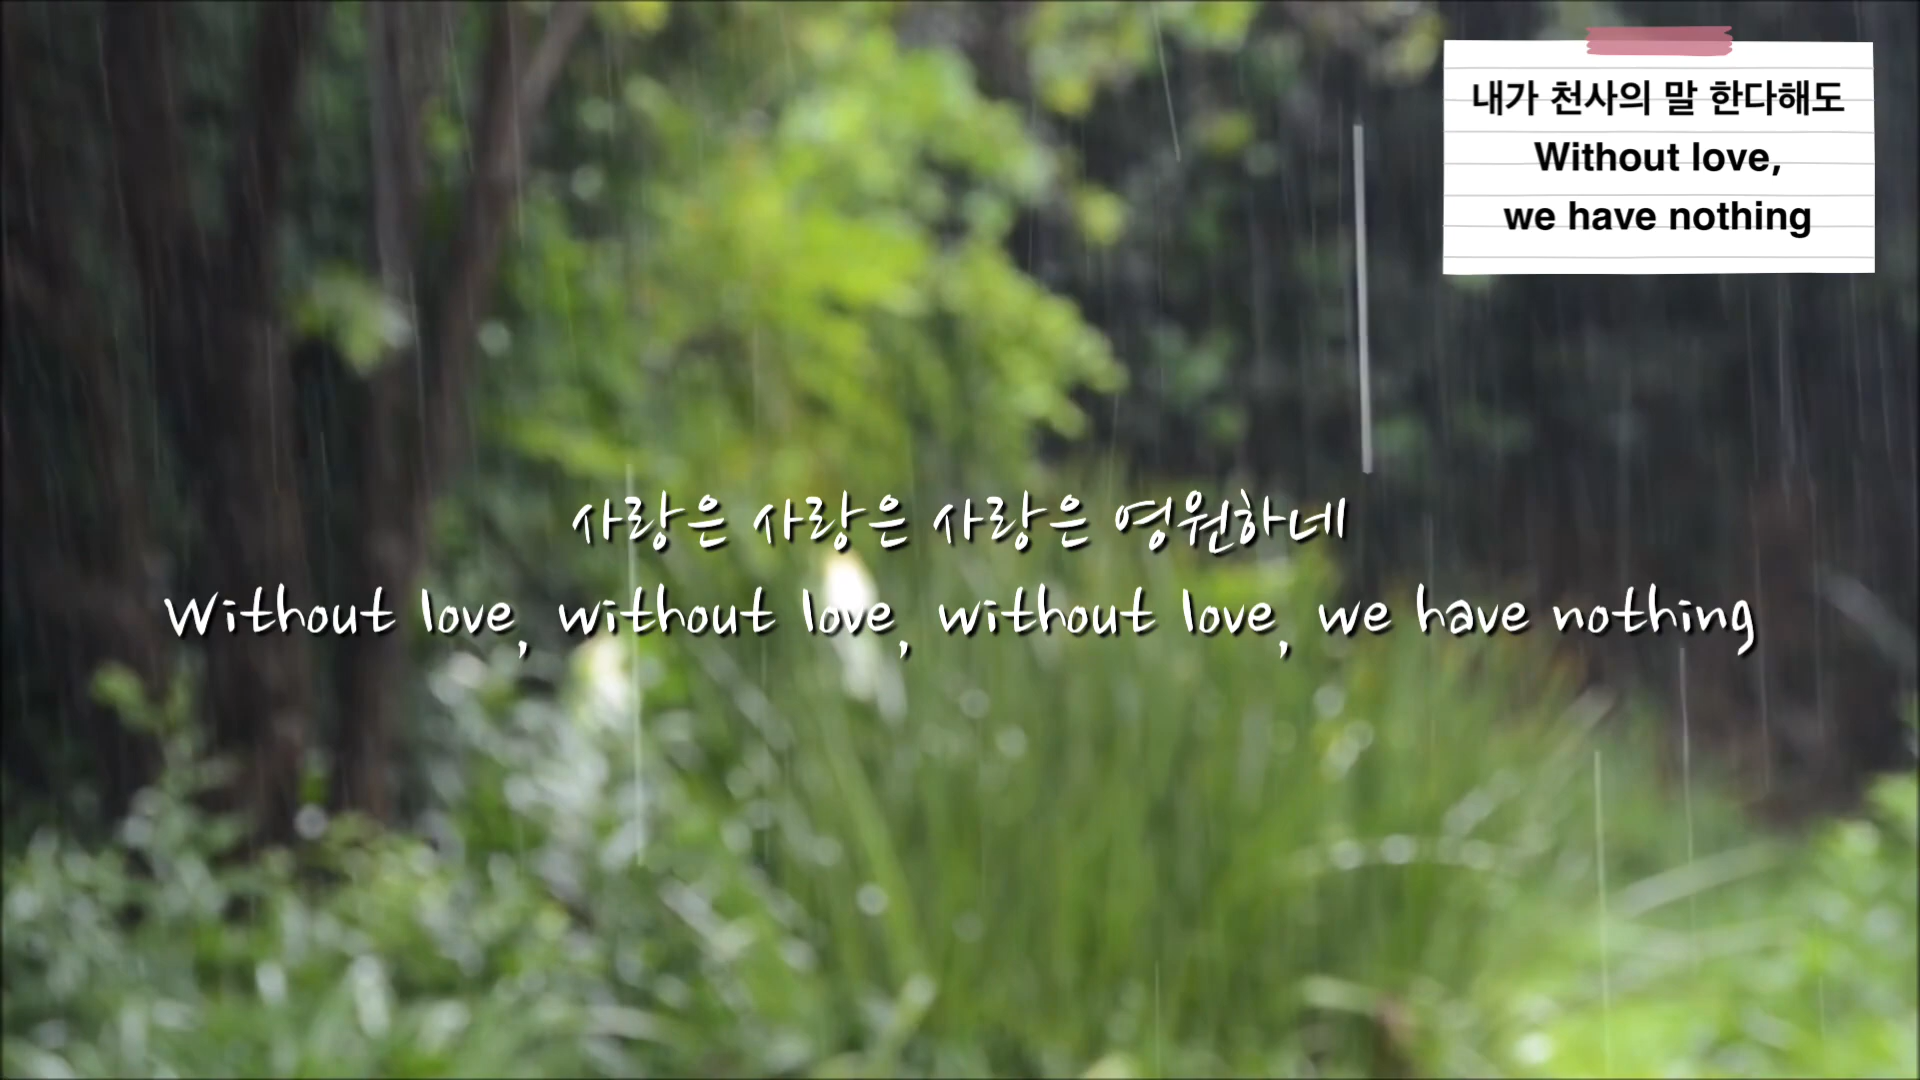 내가 천사의 말 한다해도
Without love,
we have nothing
사랑은 사랑은 사랑은 영원하네
Without love, without love, without love, we have nothing